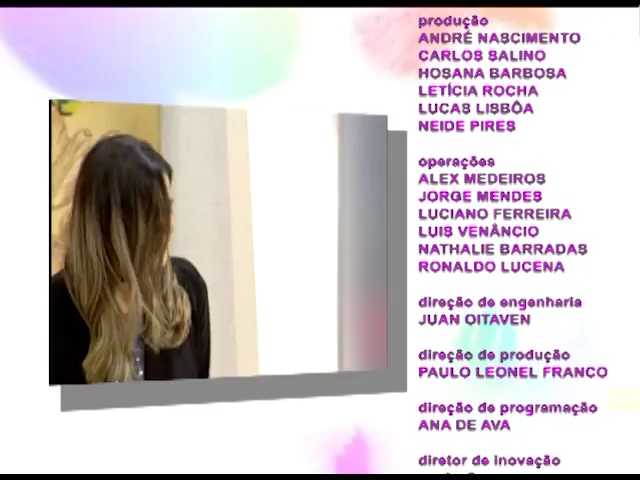 produção
ANDRÉ NASCIMENTO
CARLOS SALINO
HOSANA BARBOSA
LETÍCIA ROCHA
LUCAS LISBÔA
NEIDE PIRES
operações
ALEX MEDEIROS
JORGE MENDES
LUCIANO FERREIRA
LUIS VENÂNCIO
NATHALIE BARRADAS
RONALDO LUCENA
direção de engenharia
JUAN OITAVEN
direção de produção
PAULO LEONEL FRANCO
direção de programação
ANA DE AVA
diretor de inovação